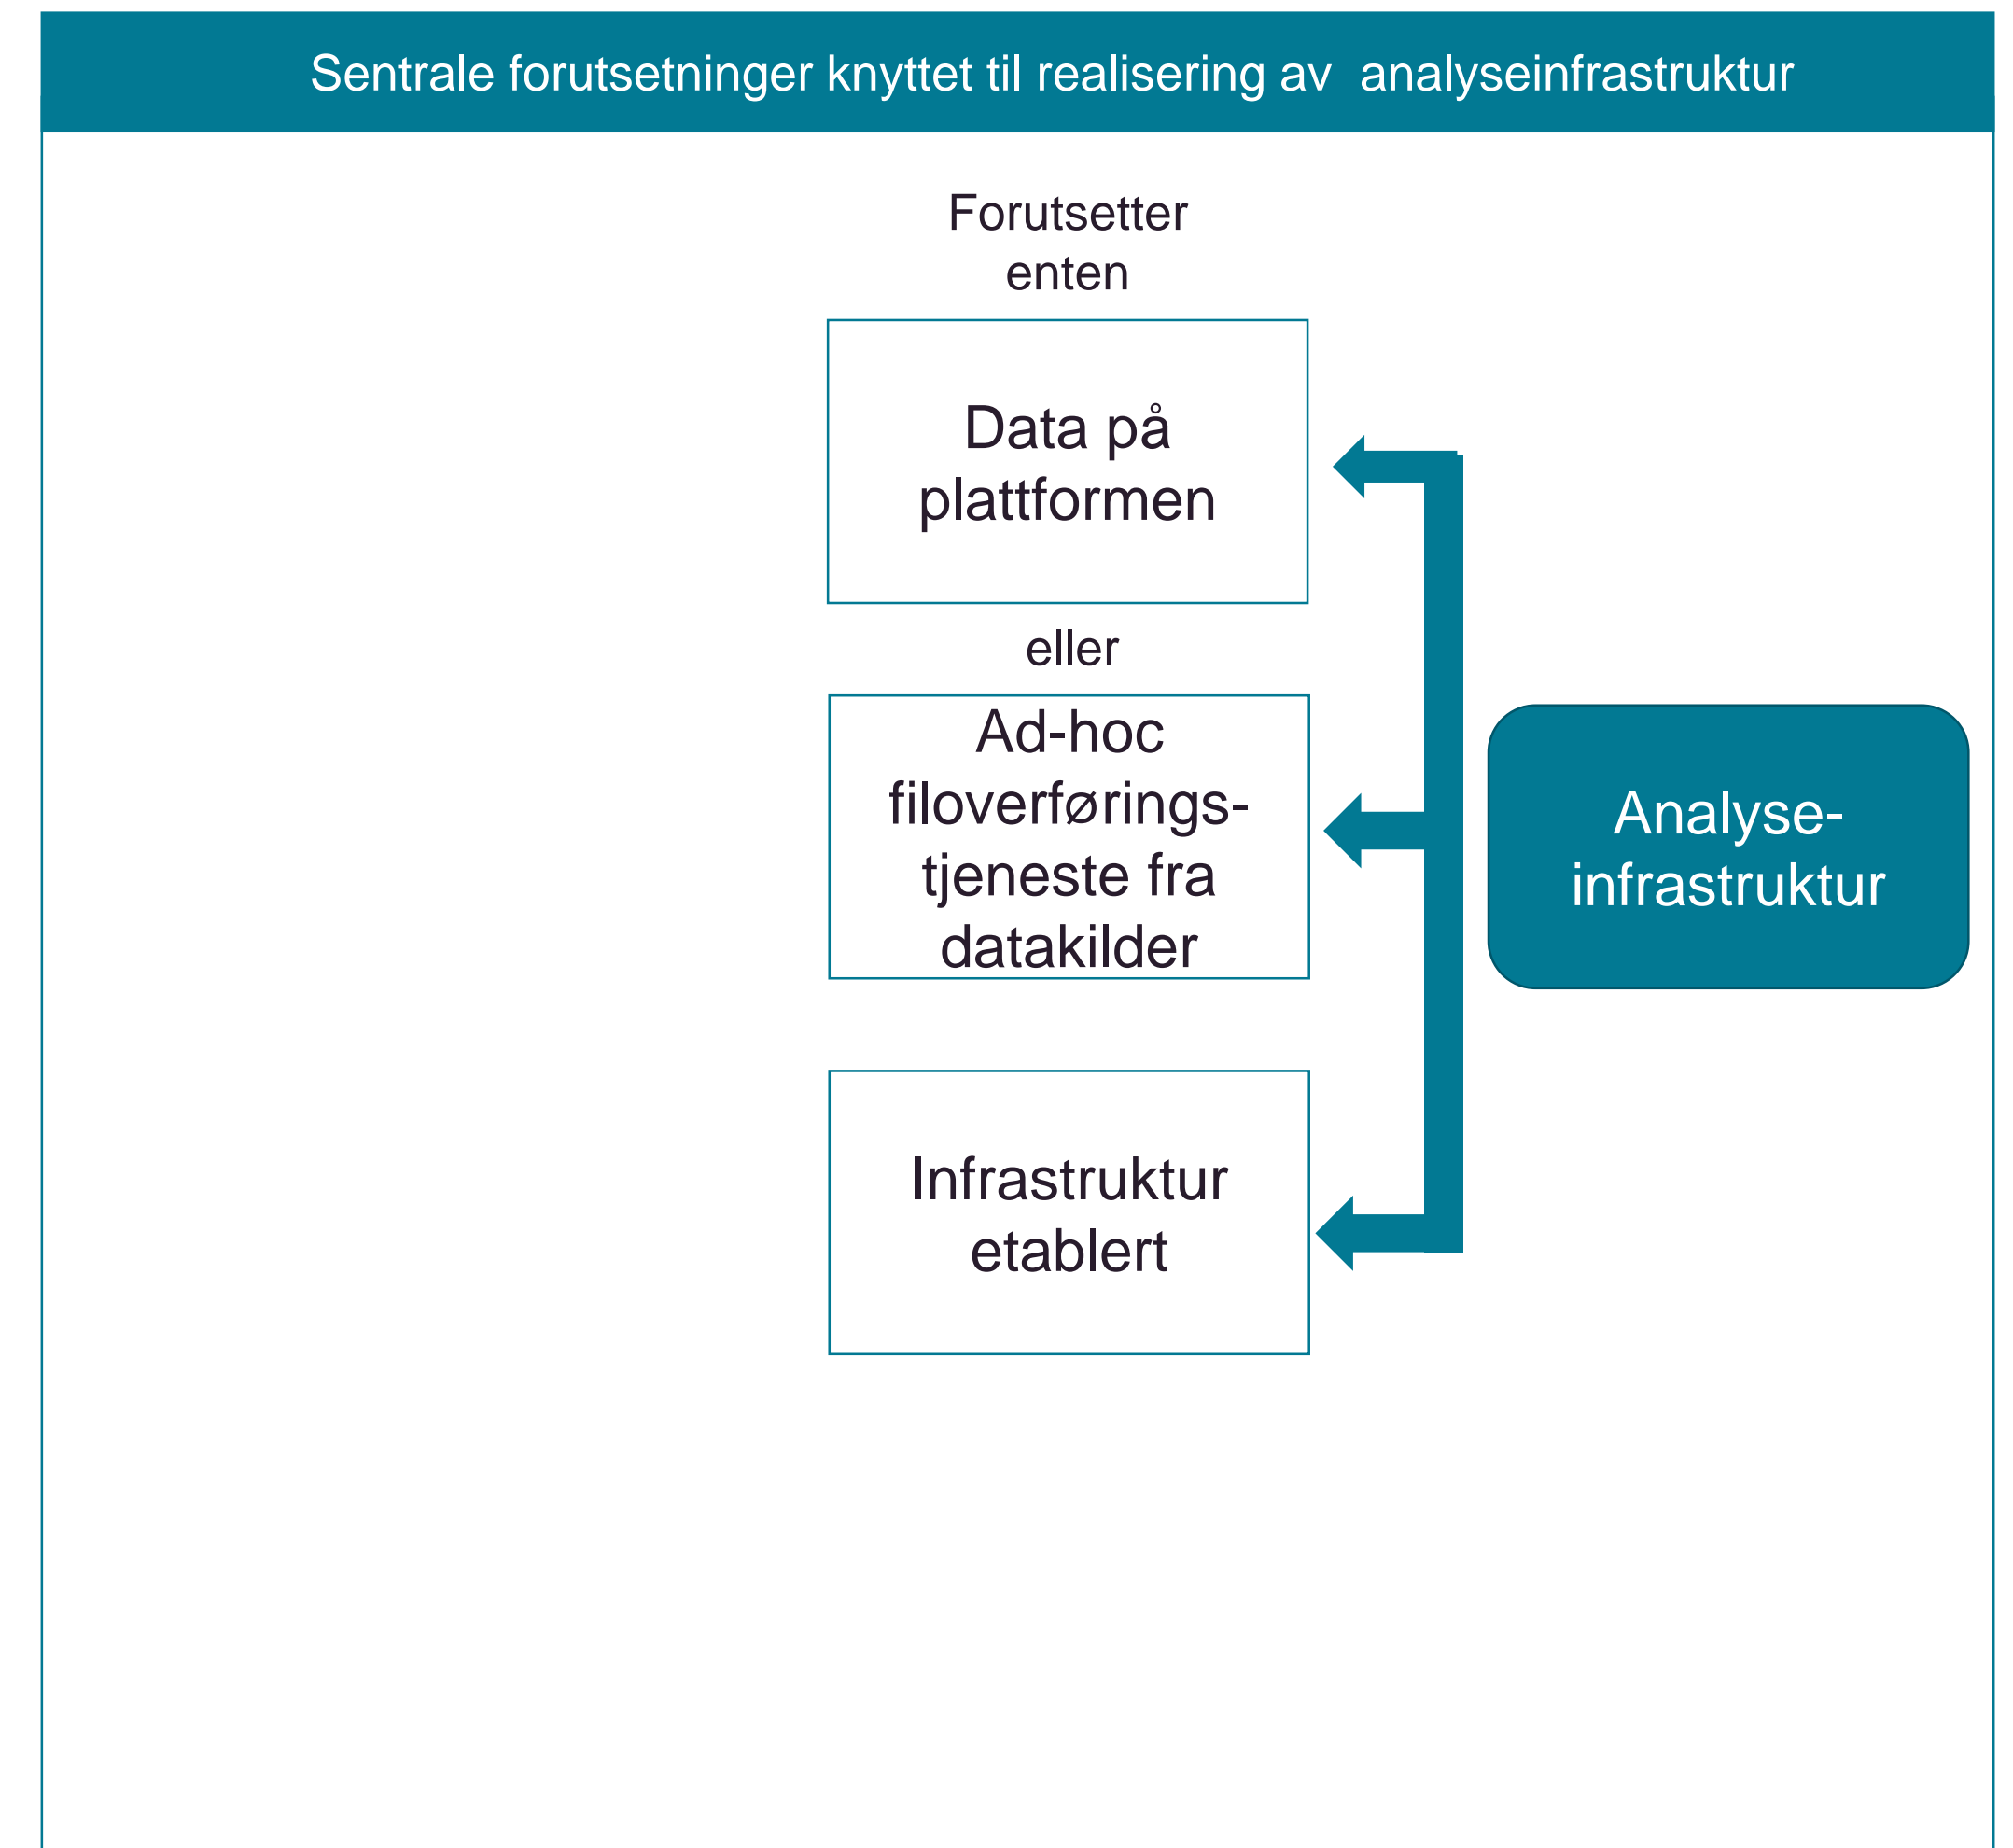 Sentrale forutsetninger knyttet til realisering av analyseinfrastruktur
Forutsetter
enten
Data på
plattformen
eller
Ad-hoc
filoverførings-
tjeneste fra
datakilder
Analyse-
infrastruktur
Infrastruktur
etablert